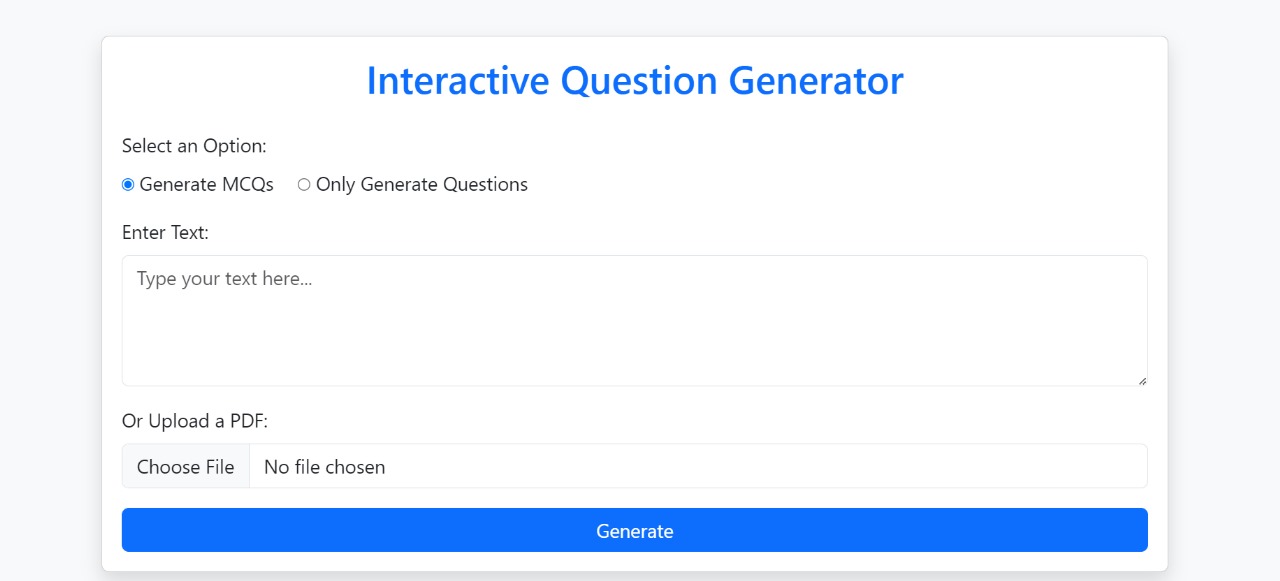 Interactive Question Generator
Select an Option:
Generate MCQs Only Generate Questions
Enter Text:
Type your text here...
Or Upload a PDF:
Choose File No file chosen
Generate